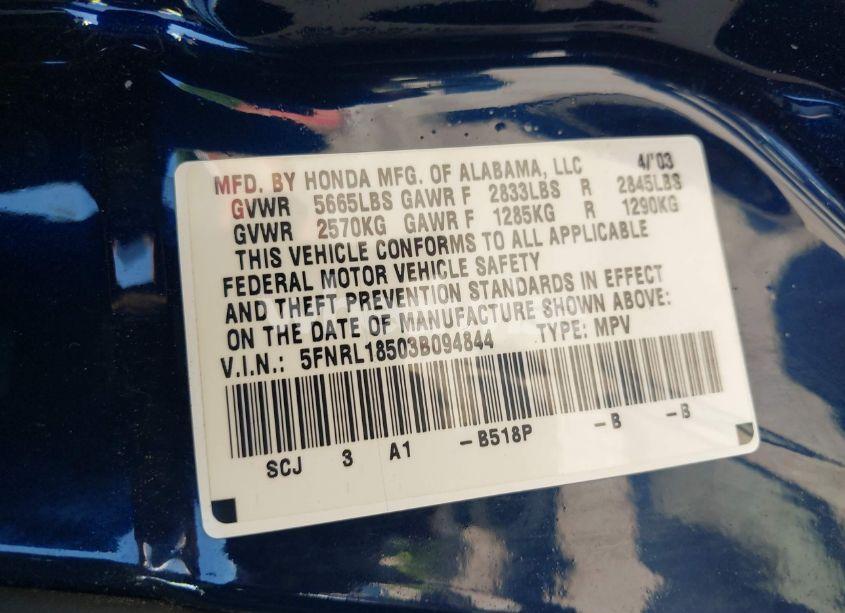 MFD. BY HONDA MFG. OF ALABAMA, LLC 4/'03
GVWR 5665LBS GAWR F 2833LBS R 2845LBS
GVWR 2570KG GAWR F 1285KG R 1290KG
THIS VEHICLE CONFORMS TO ALL APPLICABLE
FEDERAL MOTOR VEHICLE SAFETY
AND THEFT PREVENTION STANDARDS IN EFFECT
ON THE DATE OF MANUFACTURE SHOWN ABOVE:
V.I.N.: 5FNRL18503B094844 TYPE: MPV
SCJ 3 A1 -B518P -B -B